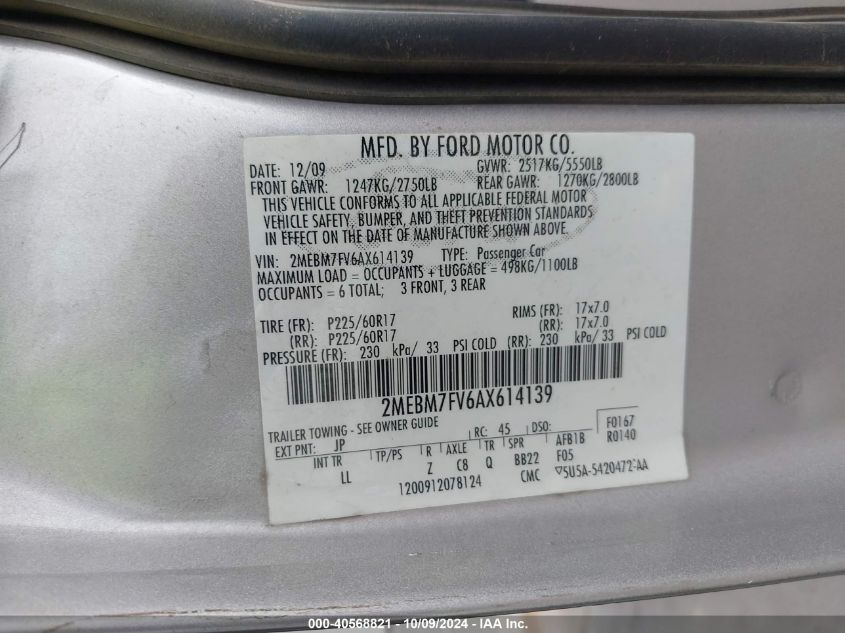 MFD. BY FORD MOTOR CO.
DATE: 12/09 GVWR: 2517KG/5550LB
FRONT GAWR: 1247KG/2750LB REAR GAWR: 1270KG/2800LB
THIS VEHICLE CONFORMS TO ALL APPLICABLE FEDERAL MOTOR
VEHICLE SAFETY, BUMPER, AND THEFT PREVENTION STANDARDS
IN EFFECT ON THE DATE OF MANUFACTURE SHOWN ABOVE.
VIN: 2MEBM7FV6AX614139 TYPE: Passenger Car
MAXIMUM LOAD = OCCUPANTS + LUGGAGE = 498KG/1100LB
OCCUPANTS = 6 TOTAL; 3 FRONT, 3 REAR
TIRE (FR): P225/60R17 RIMS (FR): 17x7.0
(RR): P225/60R17 (RR): 17x7.0
PRESSURE (FR): 230 kPa/ 33 PSI COLD (RR): 230 kPa/ 33 PSI COLD
2MEBM7FV6AX614139
TRAILER TOWING - SEE OWNER GUIDE
EXT PNT: JP RC: 45 DSO: F0167
INT TR TP/PS R AXLE TR SPR AFB1B R0140
LL Z C8 Q BB22 F05
1200912078124 CMC ▽5U5A-5420472-AA
000-40568821 - 10/09/2024 - IAA Inc.